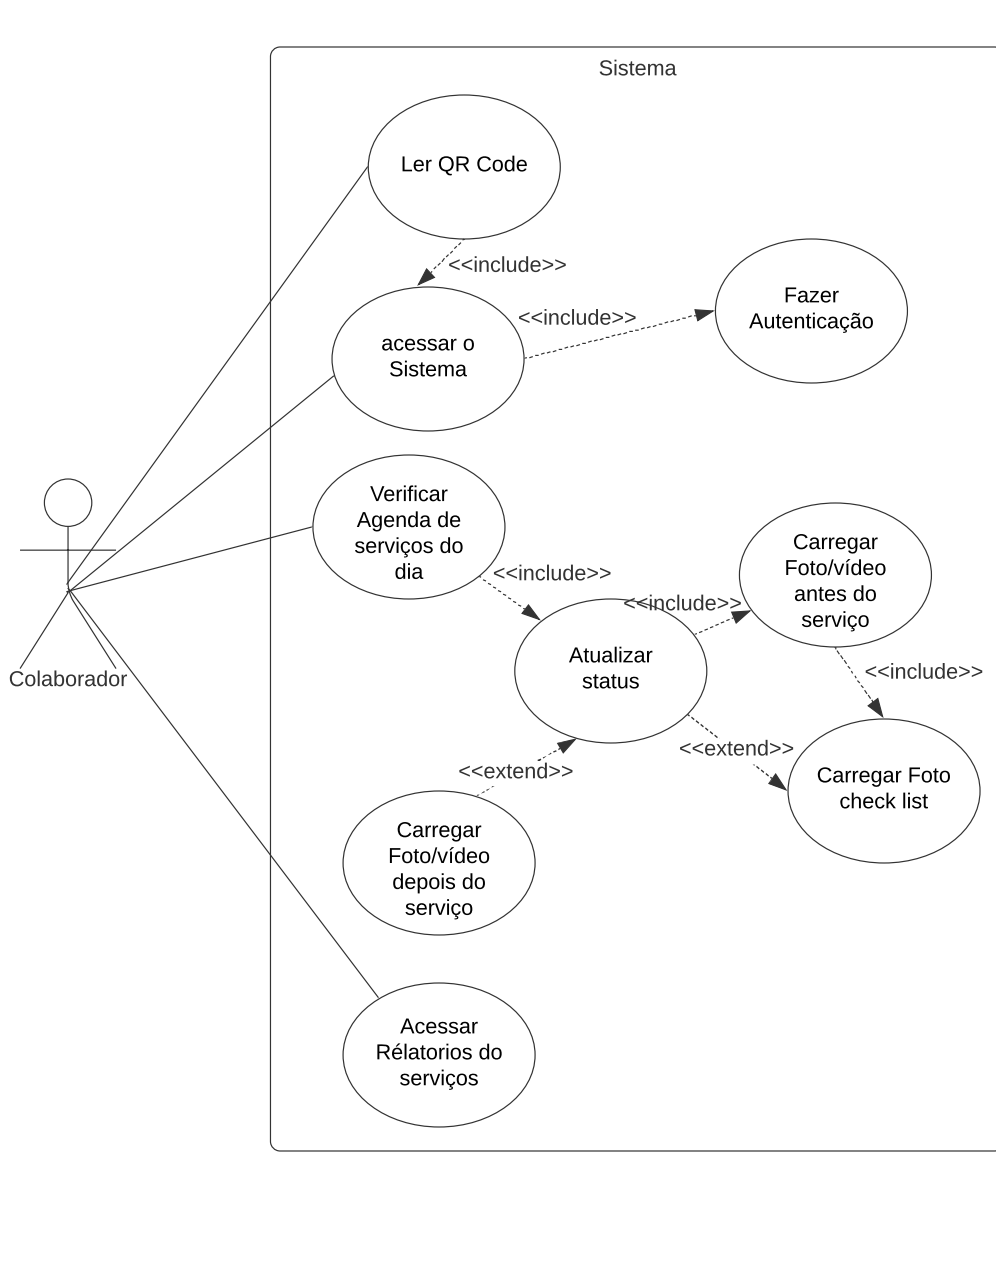 Sistema
Ler QR Code
<<include>>
acessar o
Sistema
<<include>>
Fazer
Autenticação
Verificar
Agenda de
serviços do
dia
<<include>>
Atualizar
status
<<include>>
Carregar
Foto/vídeo
antes do
serviço
<<include>>
Colaborador
<<extend>>
Carregar Foto
check list
<<extend>>
Carregar
Foto/vídeo
depois do
serviço
Acessar
Rélatorios do
serviços